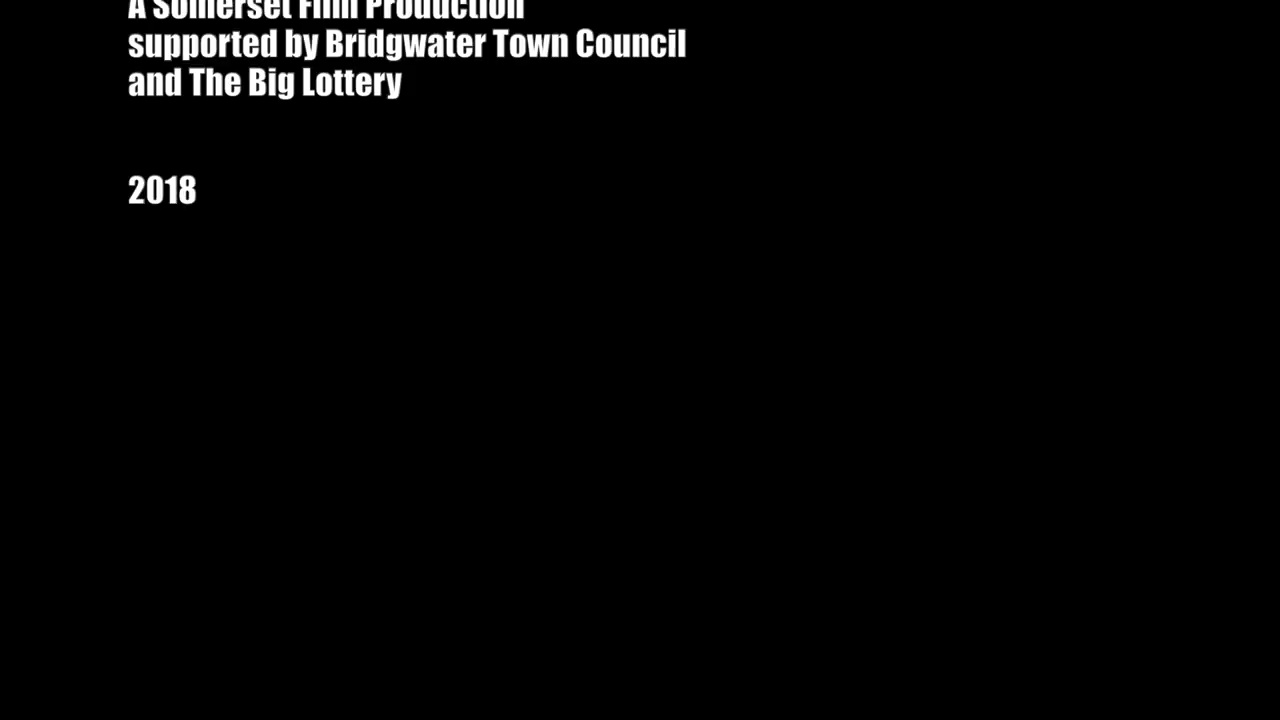 A Somerset Film Production
supported by Bridgwater Town Council
and The Big Lottery
2018